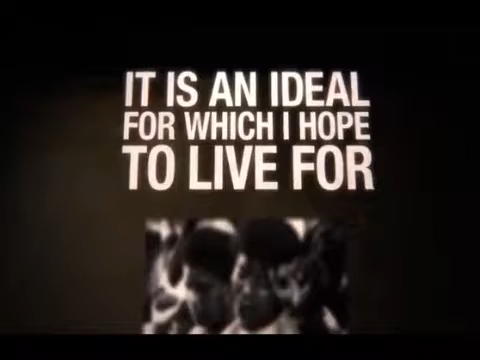 IT IS AN IDEAL
FOR WHICH I HOPE
TO LIVE FOR